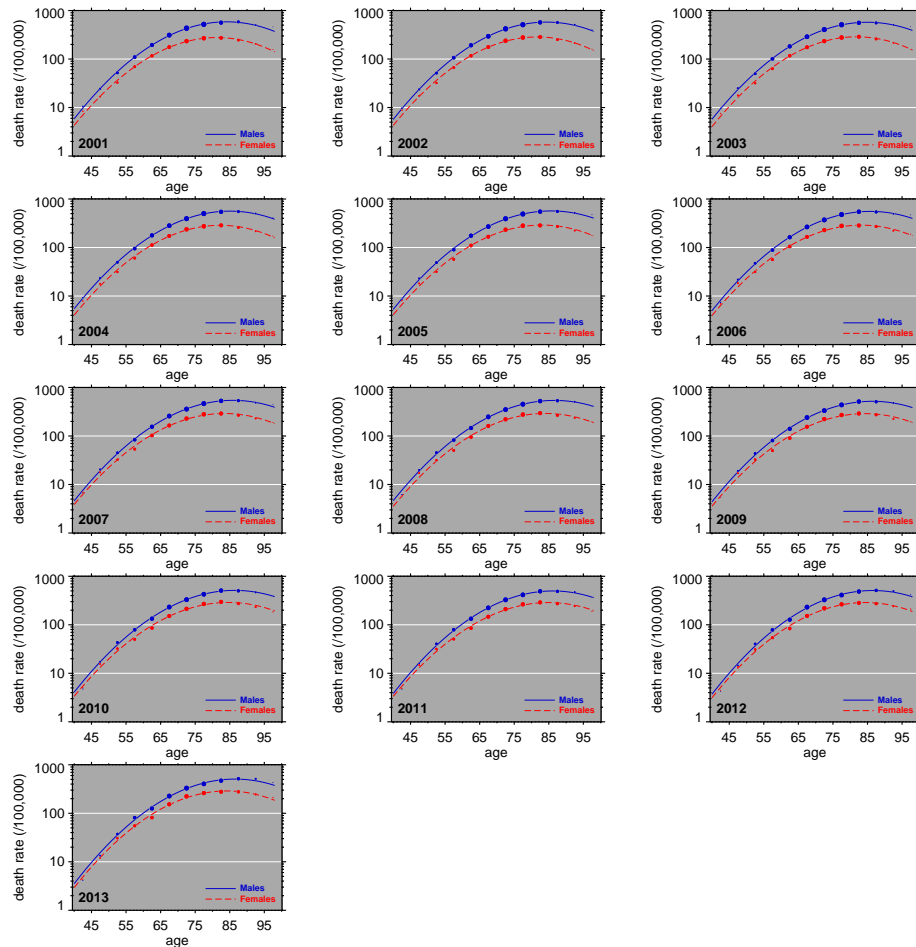 death rate (/100,000)
1000
100
10
1
Males
Females
2001
45 55 65 75 85 95
age
death rate (/100,000)
1000
100
10
1
Males
Females
2002
45 55 65 75 85 95
age
death rate (/100,000)
1000
100
10
1
Males
Females
2003
45 55 65 75 85 95
age
death rate (/100,000)
1000
100
10
1
Males
Females
2004
45 55 65 75 85 95
age
death rate (/100,000)
1000
100
10
1
Males
Females
2005
45 55 65 75 85 95
age
death rate (/100,000)
1000
100
10
1
Males
Females
2006
45 55 65 75 85 95
age
death rate (/100,000)
1000
100
10
1
Males
Females
2007
45 55 65 75 85 95
age
death rate (/100,000)
1000
100
10
1
Males
Females
2008
45 55 65 75 85 95
age
death rate (/100,000)
1000
100
10
1
Males
Females
2009
45 55 65 75 85 95
age
death rate (/100,000)
1000
100
10
1
Males
Females
2010
45 55 65 75 85 95
age
death rate (/100,000)
1000
100
10
1
Males
Females
2011
45 55 65 75 85 95
age
death rate (/100,000)
1000
100
10
1
Males
Females
2012
45 55 65 75 85 95
age
death rate (/100,000)
1000
100
10
1
Males
Females
2013
45 55 65 75 85 95
age